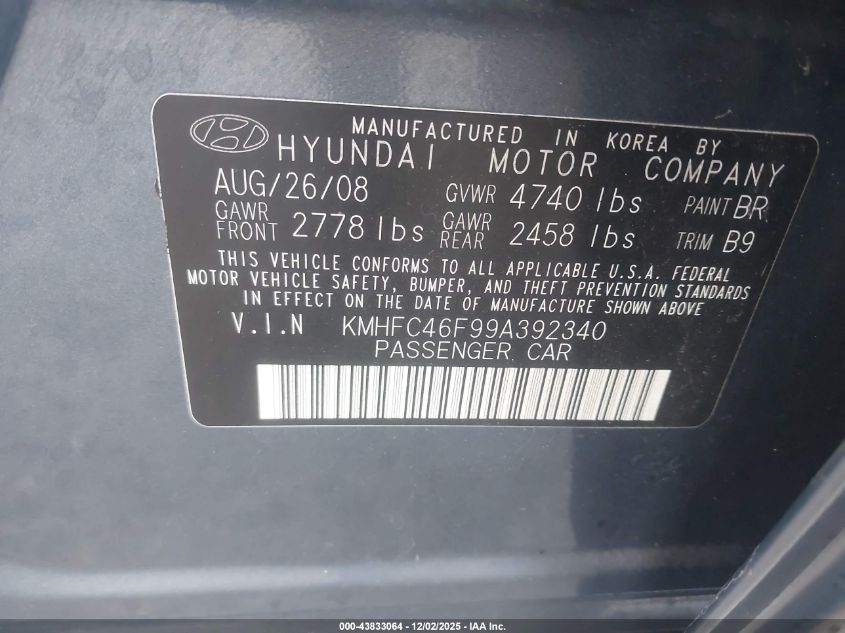 MANUFACTURED IN KOREA BY
HYUNDAI MOTOR COMPANY
AUG/26/08 GVWR 4740 lbs PAINT BR
GAWR FRONT 2778 lbs GAWR REAR 2458 lbs TRIM B9
THIS VEHICLE CONFORMS TO ALL APPLICABLE U.S.A. FEDERAL
MOTOR VEHICLE SAFETY, BUMPER, AND THEFT PREVENTION STANDARDS
IN EFFECT ON THE DATE OF MANUFACTURE SHOWN ABOVE
V.I.N KMHFC46F99A392340
PASSENGER CAR
000-43833064 - 12/02/2025 - IAA Inc.